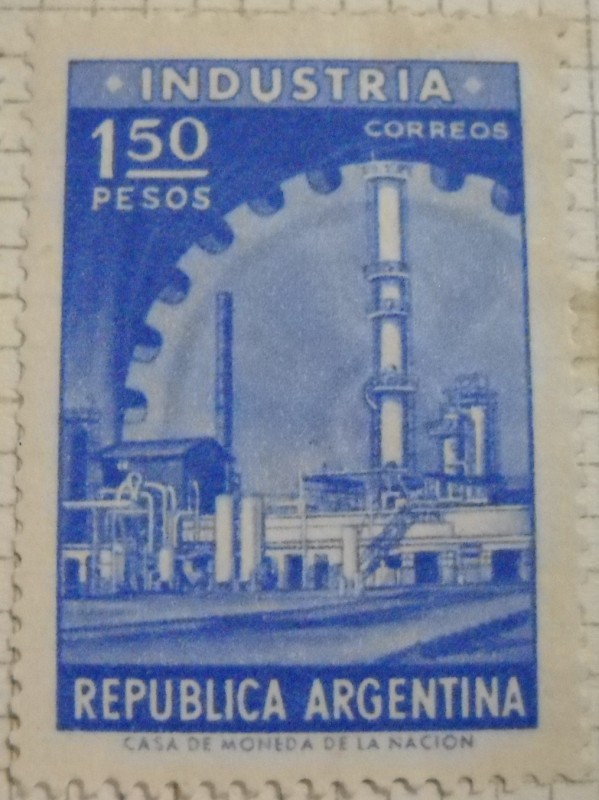 INDUSTRIA
1 50
CORREOS
PESOS
REPUBLICA ARGENTINA
CASA DE MONEDA DE LA NACION